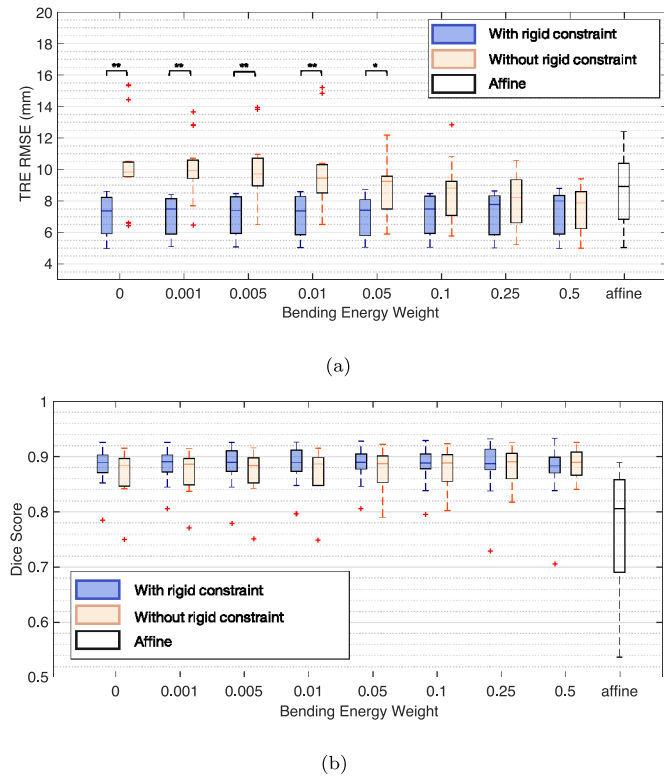 20
18
16
14
12
10
8
6
4
TRE RMSE (mm)
** ** ** ** *
With rigid constraint
Without rigid constraint
Affine
0 0.001 0.005 0.01 0.05 0.1 0.25 0.5 affine
Bending Energy Weight
(a)
1
0.9
0.8
0.7
0.6
0.5
Dice Score
With rigid constraint
Without rigid constraint
Affine
0 0.001 0.005 0.01 0.05 0.1 0.25 0.5 affine
Bending Energy Weight
(b)